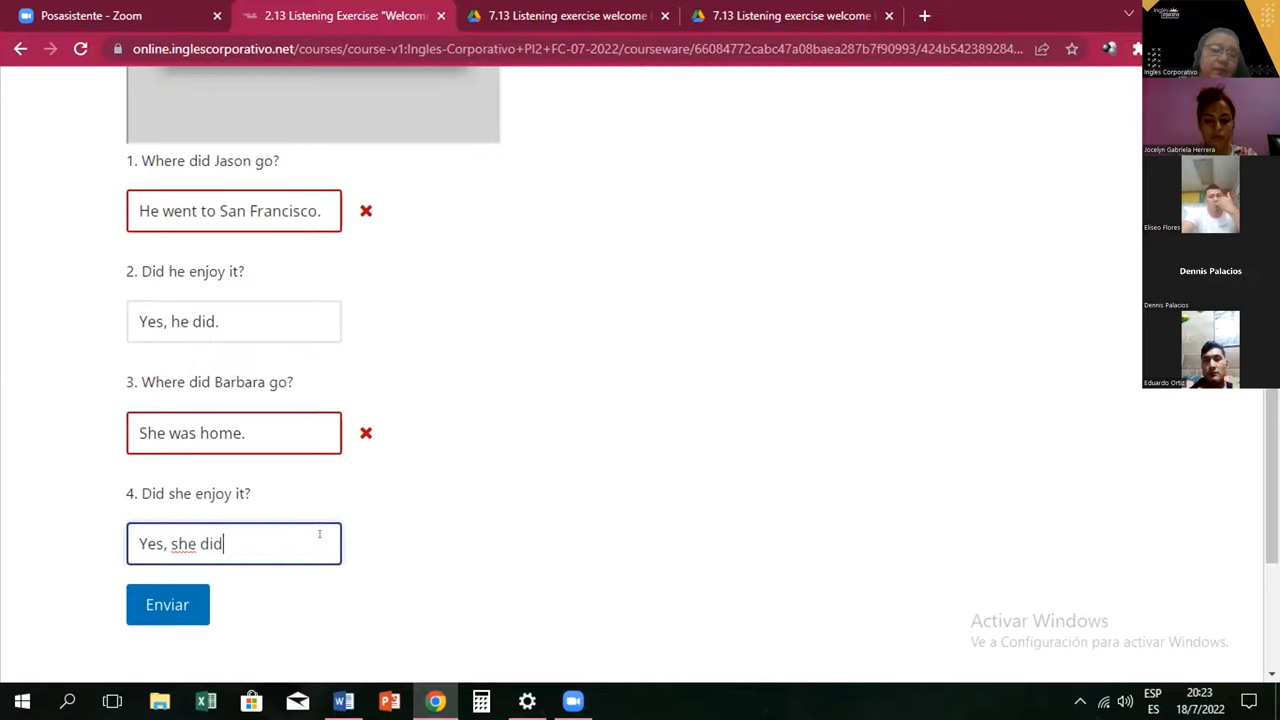 Posasistente - Zoom
2.13 Listening Exercise: "Welcom
7.13 Listening exercise welcome
7.13 Listening exercise welcome
online.inglescorporativo.net/courses/course-v1:Ingles-Corporativo+PI2+FC-07-2022/courseware/66084772cabc47a08baea287b7f90993/424b542389284...
Ingles Corporativo
Jocelyn Gabriela Herrera
Eliseo Flores
Dennis Palacios
Dennis Palacios
Eduardo Ortiz
1. Where did Jason go?
He went to San Francisco.
2. Did he enjoy it?
Yes, he did.
3. Where did Barbara go?
She was home.
4. Did she enjoy it?
Yes, she did
Enviar
Activar Windows
Ve a Configuración para activar Windows.
ESP
ES
20:23
18/7/2022